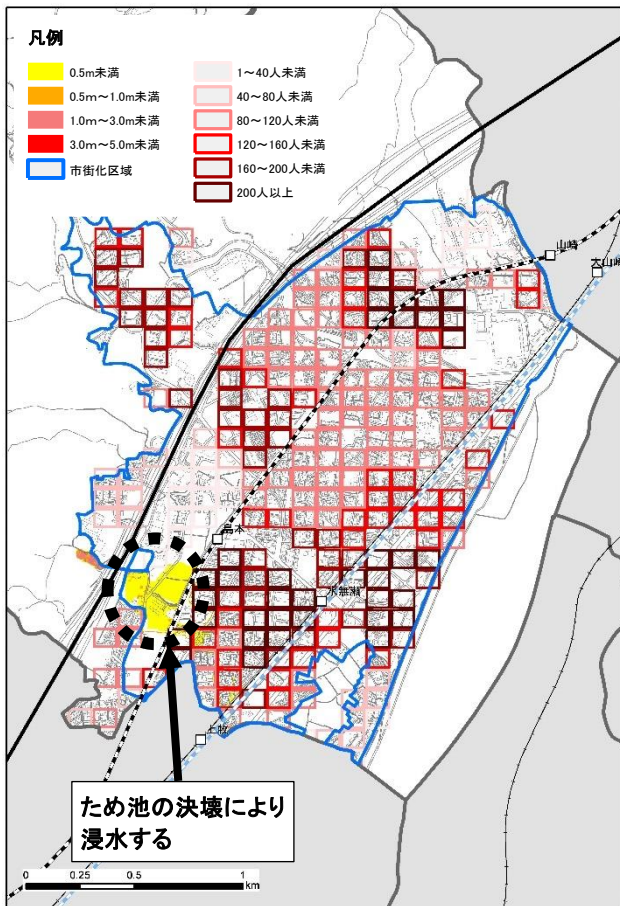 凡例
0.5m未満
0.5m～1.0m未満
1.0m～3.0m未満
3.0m～5.0m未満
市街化区域
1～40人未満
40～80人未満
80～120人未満
120～160人未満
160～200人未満
200人以上
山崎
大山崎
島本
水無瀬
上牧
ため池の決壊により
浸水する
0 0.25 0.5 1
km